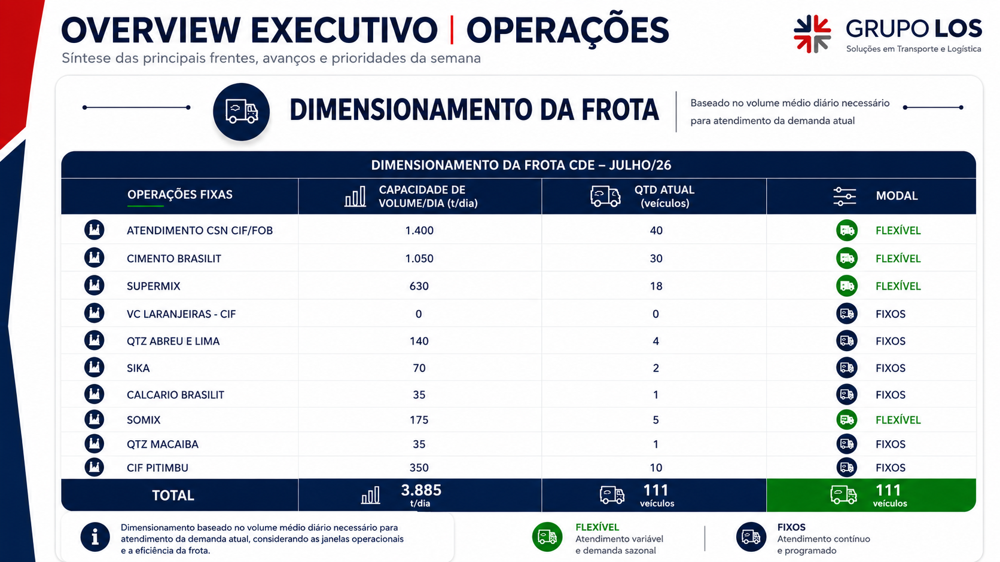 OVERVIEW EXECUTIVO | OPERAÇÕES
Síntese das principais frentes, avanços e prioridades da semana
GRUPO LOS
Soluções em Transporte e Logística
DIMENSIONAMENTO DA FROTA
Baseado no volume médio diário necessário
para atendimento da demanda atual
DIMENSIONAMENTO DA FROTA CDE – JULHO/26
OPERAÇÕES FIXAS
CAPACIDADE DE
VOLUME/DIA (t/dia)
QTD ATUAL
(veículos)
MODAL
ATENDIMENTO CSN CIF/FOB 1.400 40 FLEXÍVEL
CIMENTO BRASILIT 1.050 30 FLEXÍVEL
SUPERMIX 630 18 FLEXÍVEL
VC LARANJEIRAS - CIF 0 0 FIXOS
QTZ ABREU E LIMA 140 4 FIXOS
SIKA 70 2 FIXOS
CALCARIO BRASILIT 35 1 FIXOS
SOMIX 175 5 FLEXÍVEL
QTZ MACAIBA 35 1 FIXOS
CIF PITIMBU 350 10 FIXOS
TOTAL
3.885
t/dia
111
veículos
111
veículos
Dimensionamento baseado no volume médio diário necessário para
atendimento da demanda atual, considerando as janelas operacionais
e a eficiência da frota.
FLEXÍVEL
Atendimento variável
e demanda sazonal
FIXOS
Atendimento contínuo
e programado